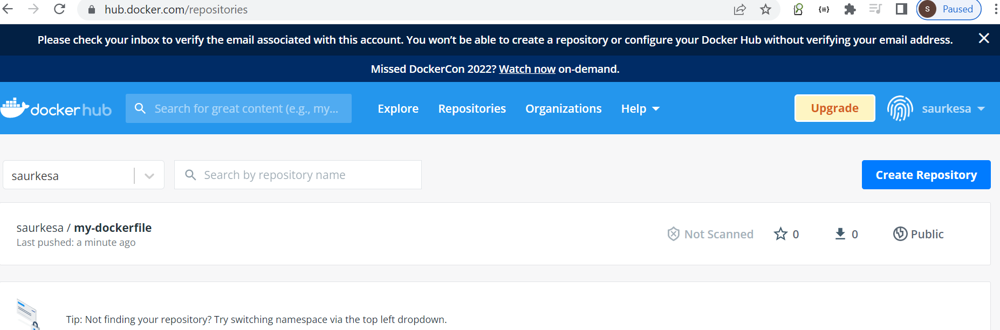 hub.docker.com/repositories
S Paused
Please check your inbox to verify the email associated with this account. You won’t be able to create a repository or configure your Docker Hub without verifying your email address.
Missed DockerCon 2022? Watch now on-demand.
dockerhub
Search for great content (e.g., my...
Explore Repositories Organizations Help
Upgrade
saurkesa
saurkesa
Search by repository name
Create Repository
saurkesa / my-dockerfile
Last pushed: a minute ago
Not Scanned
0
0
Public
Tip: Not finding your repository? Try switching namespace via the top left dropdown.